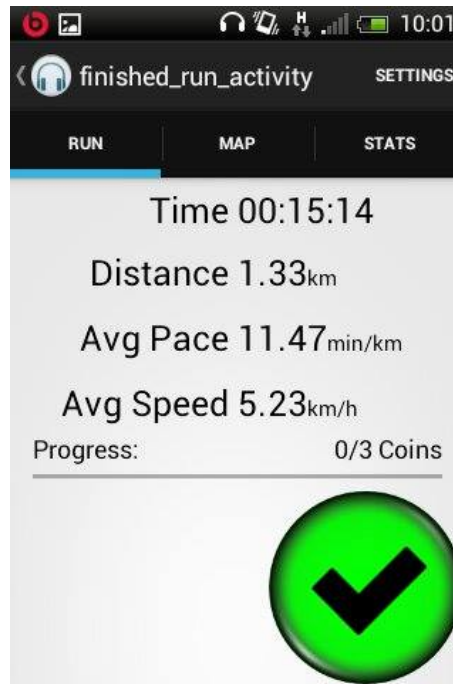 H 10:01
finished_run_activity SETTINGS
RUN MAP STATS
Time 00:15:14
Distance 1.33km
Avg Pace 11.47min/km
Avg Speed 5.23km/h
Progress: 0/3 Coins